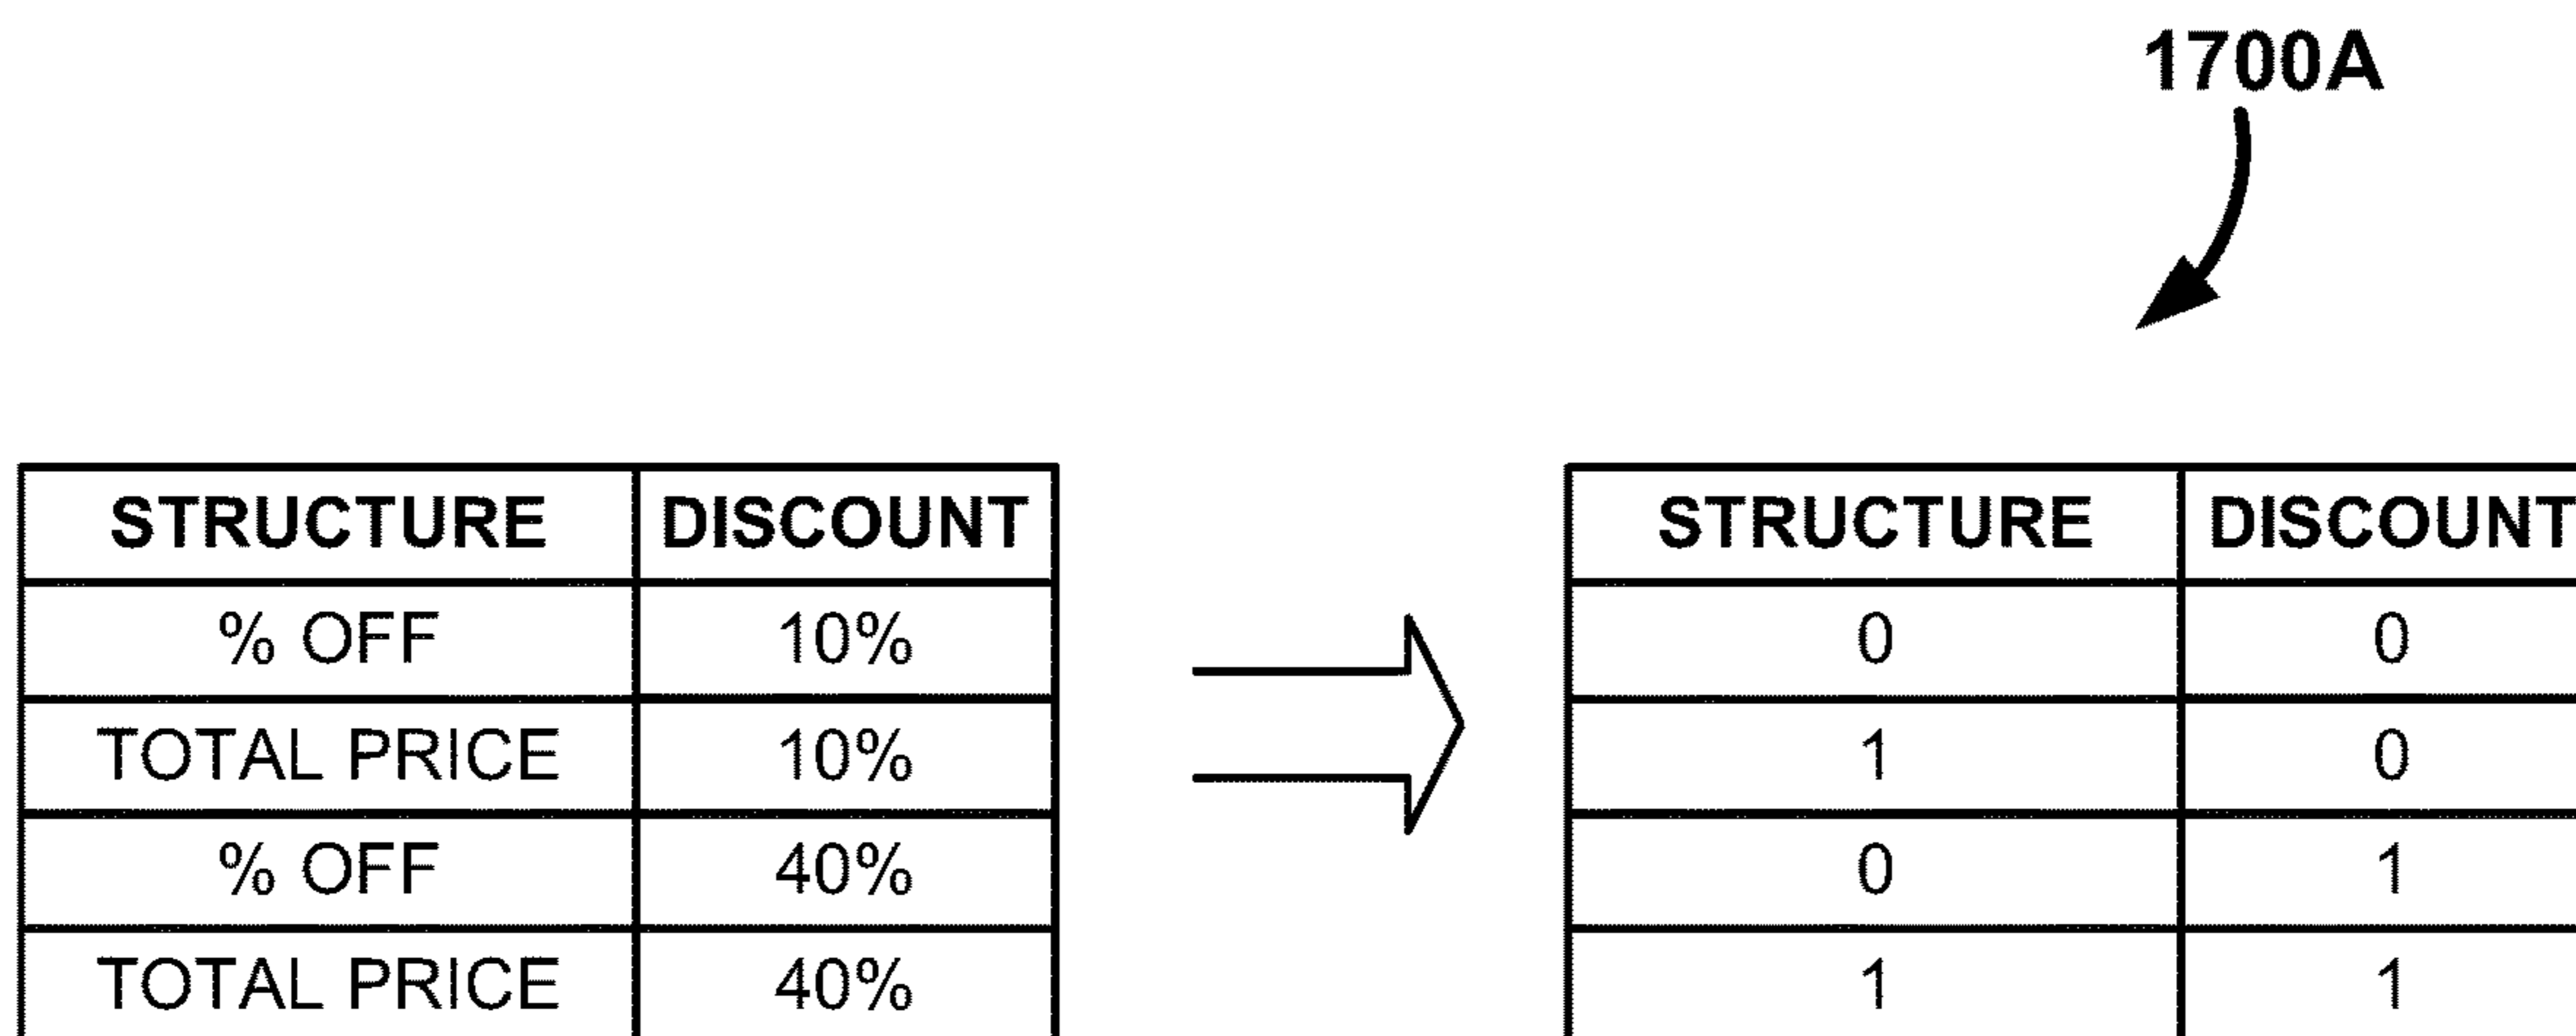 1700A
STRUCTURE DISCOUNT STRUCTURE DISCOUNT
% OFF 10% 0 0
TOTAL PRICE 10% 1 0
% OFF 40% 0 1
TOTAL PRICE 40% 1 1